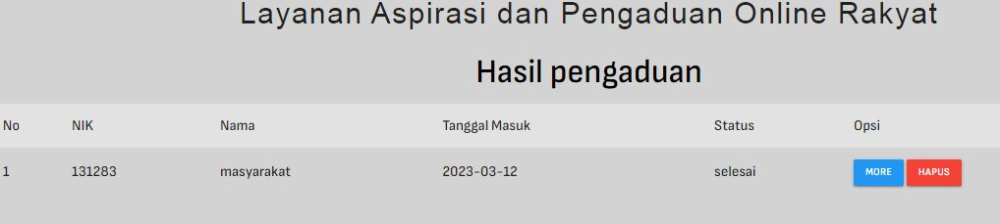 Layanan Aspirasi dan Pengaduan Online Rakyat
Hasil pengaduan
No NIK Nama Tanggal Masuk Status Opsi
1 131283 masyarakat 2023-03-12 selesai MORE HAPUS